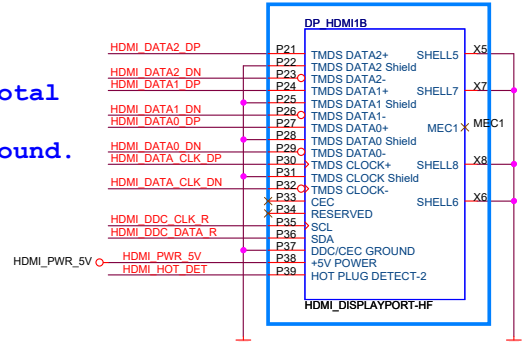 DP_HDMI1B
HDMI_DATA2_DP P21 TMDS DATA2+ SHELL5 X5
P22 TMDS DATA2 Shield
HDMI_DATA2_DN P23 TMDS DATA2-
HDMI_DATA1_DP P24 TMDS DATA1+ SHELL7 X7
otal
P25 TMDS DATA1 Shield
HDMI_DATA1_DN P26 TMDS DATA1-
HDMI_DATA0_DP P27 TMDS DATA0+ MEC1 MEC1
P28 TMDS DATA0 Shield
ound.
HDMI_DATA0_DN P29 TMDS DATA0-
HDMI_DATA_CLK_DP P30 TMDS CLOCK+ SHELL8 X8
P31 TMDS CLOCK Shield
HDMI_DATA_CLK_DN P32 TMDS CLOCK-
P33 CEC SHELL6 X6
P34 RESERVED
HDMI_DDC_CLK_R P35 SCL
HDMI_DDC_DATA_R P36 SDA
P37 DDC/CEC GROUND
HDMI_PWR_5V HDMI_PWR_5V P38 +5V POWER
HDMI_HOT_DET P39 HOT PLUG DETECT-2
HDMI_DISPLAYPORT-HF